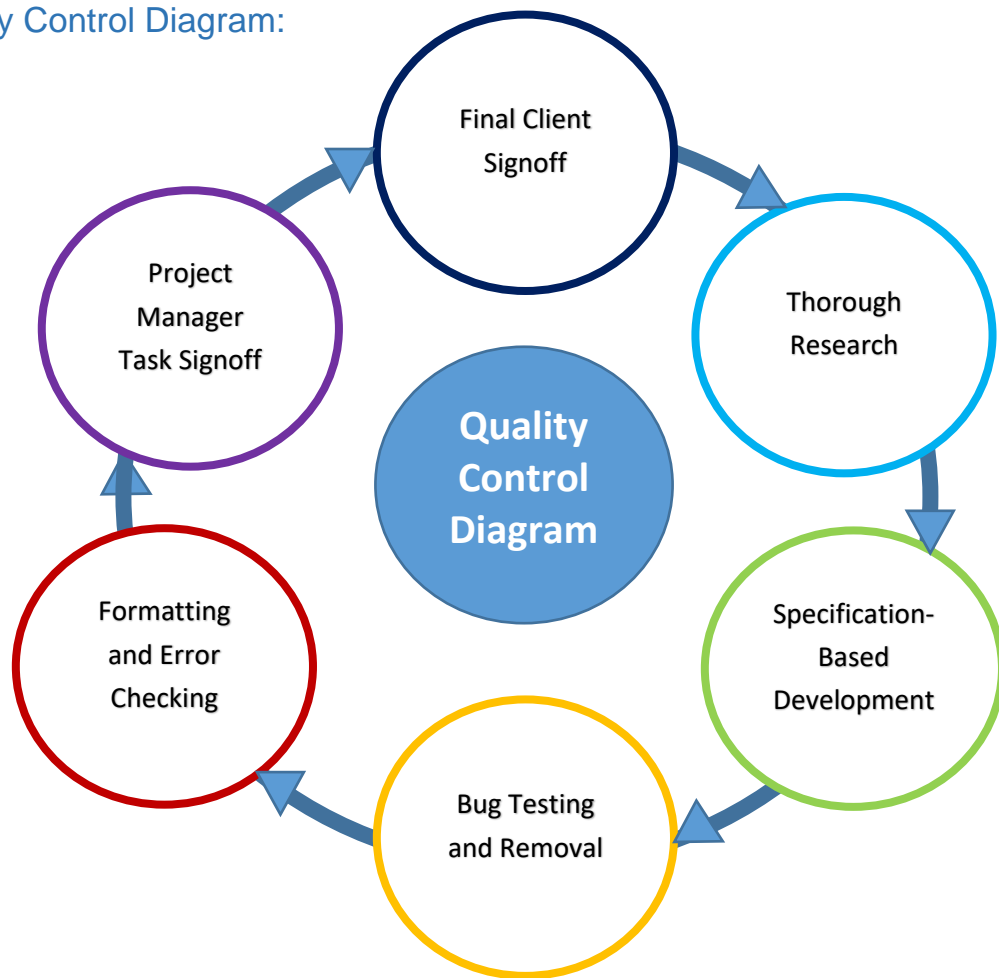 y Control Diagram:
Final Client
Signoff
Project
Manager
Task Signoff
Thorough
Research
Quality
Control
Diagram
Formatting
and Error
Checking
Specification-
Based
Development
Bug Testing
and Removal